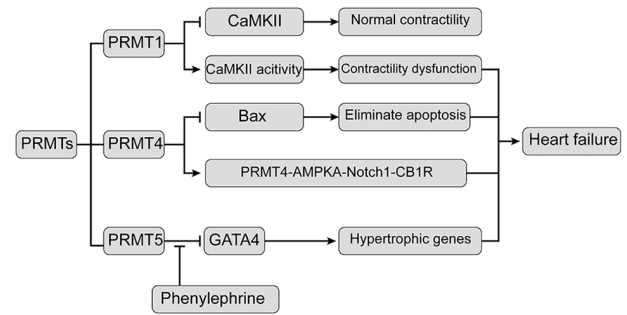 CaMKII
Normal contractility
PRMT1
CaMKII acitivity
Contractility dysfunction
Bax
Eliminate apoptosis
PRMTs
PRMT4
Heart failure
PRMT4-AMPKA-Notch1-CB1R
PRMT5
GATA4
Hypertrophic genes
Phenylephrine